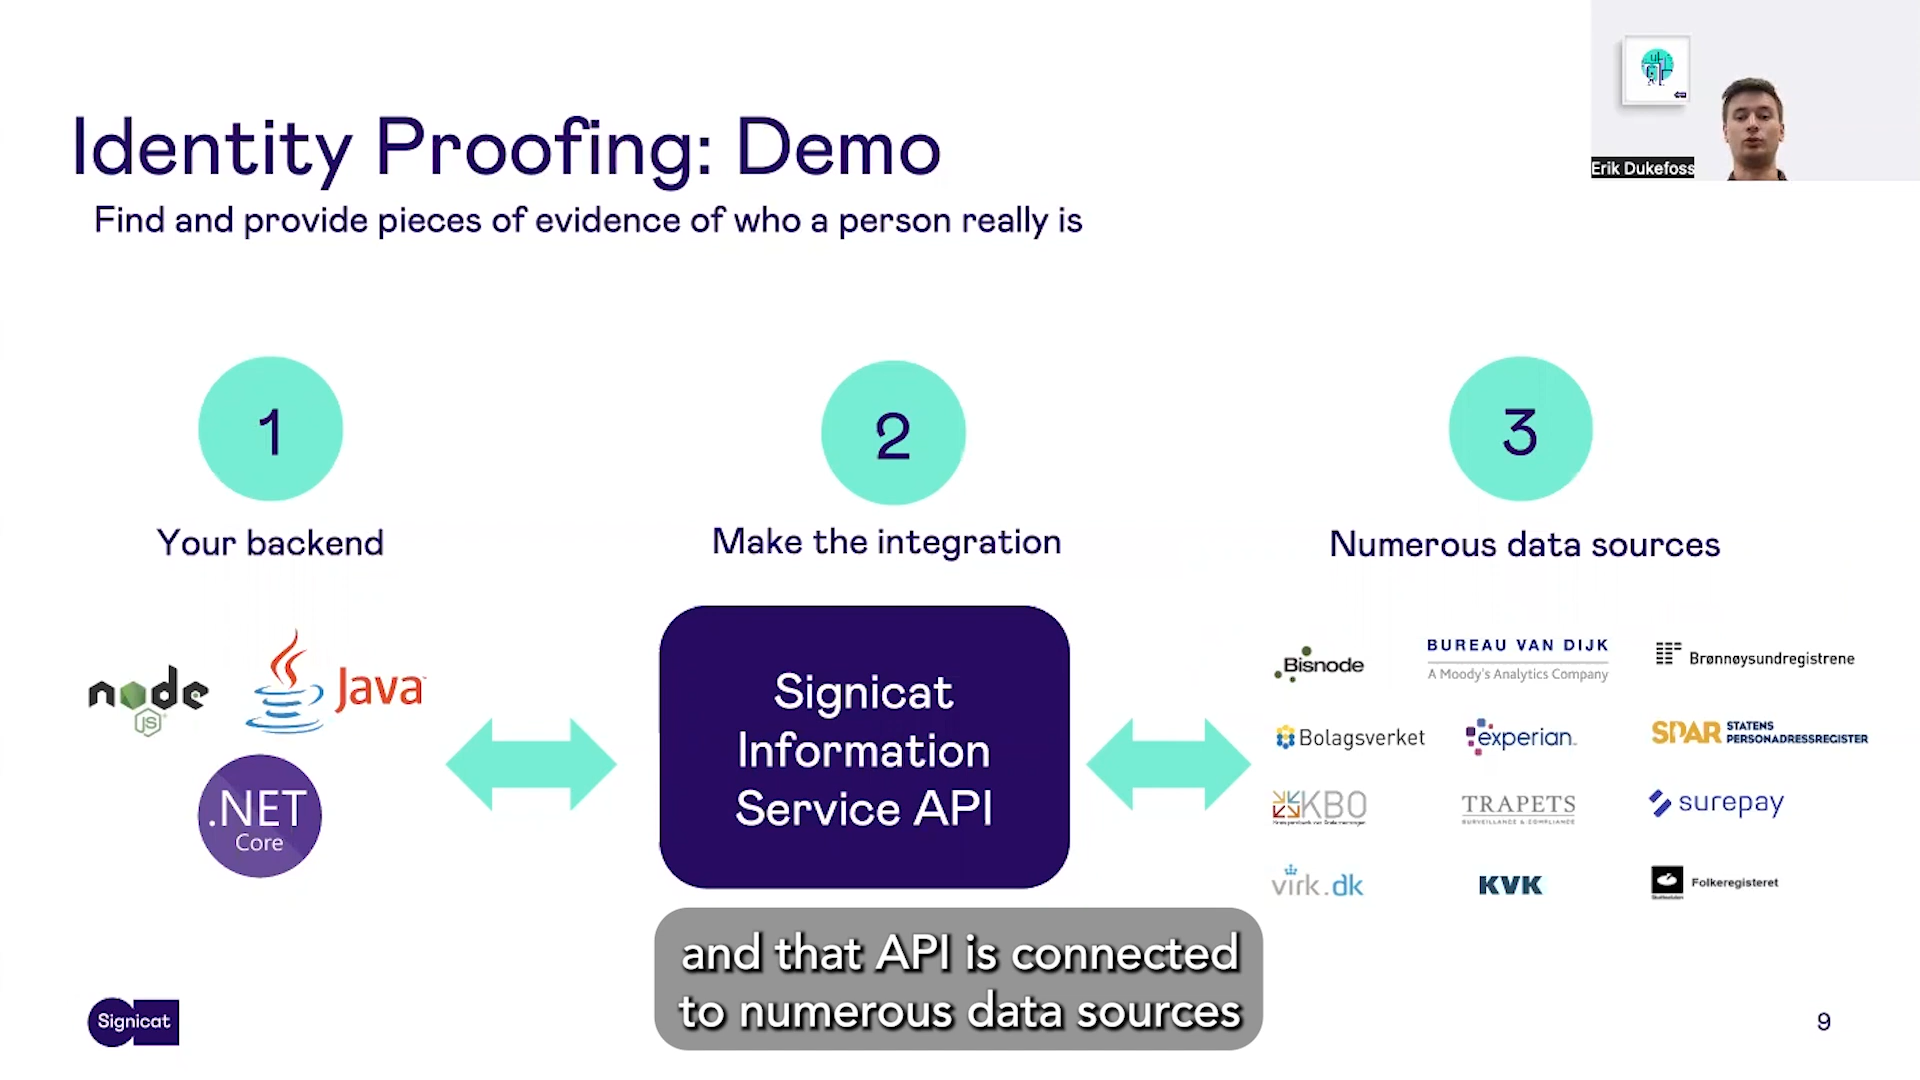 Identity Proofing: Demo
Find and provide pieces of evidence of who a person really is
Erik Dukefoss
1
2
3
Your backend
Make the integration
Numerous data sources
node
JS
Java
.NET
Core
Signicat
Information
Service API
Bisnode
BUREAU VAN DIJK
A Moody's Analytics Company
Brønnøysundregistrene
Bolagsverket
experian
SPAR STATENS
PERSONADRESSREGISTER
KBO
TRAPETS
SURVEILLANCE & COMPLIANCE
surepay
virk.dk
KVK
Folkeregisteret
and that API is connected
to numerous data sources
Signicat
9